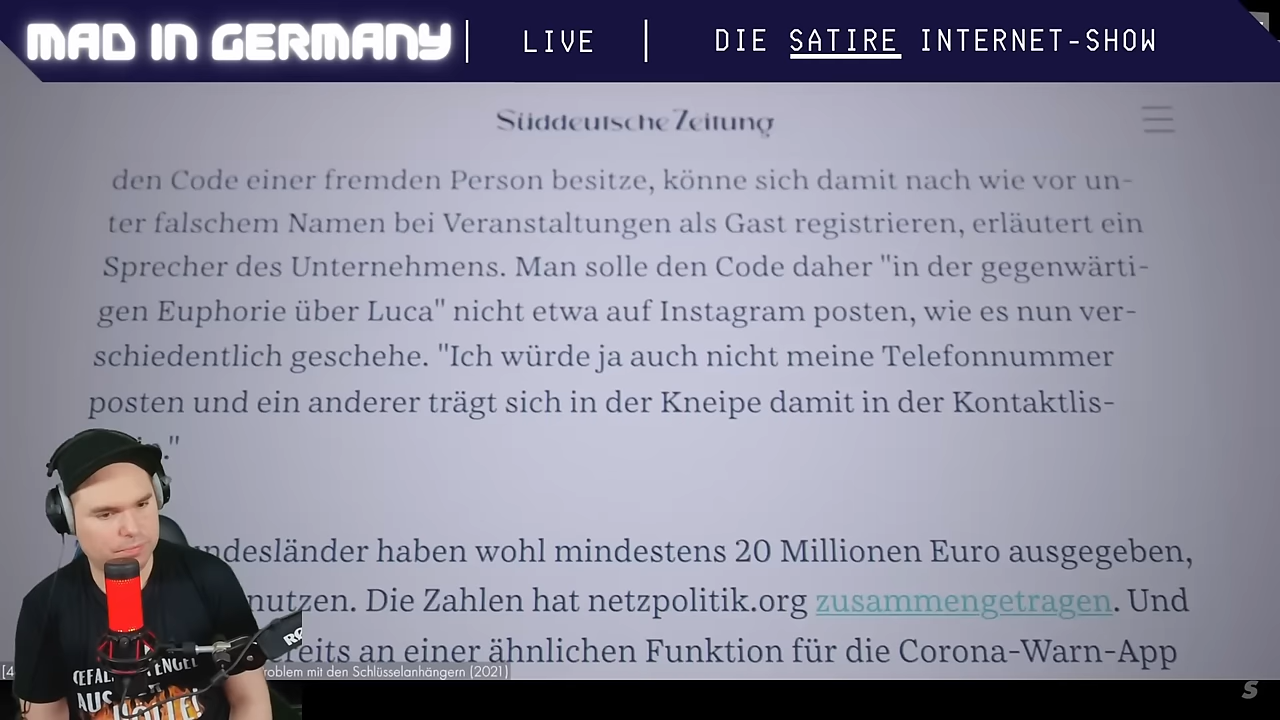 MAD IN GERMANY
LIVE
DIE SATIRE INTERNET-SHOW
Süddeutsche Zeitung
den Code einer fremden Person besitze, könne sich damit nach wie vor un-
ter falschem Namen bei Veranstaltungen als Gast registrieren, erläutert ein
Sprecher des Unternehmens. Man solle den Code daher "in der gegenwärti-
gen Euphorie über Luca" nicht etwa auf Instagram posten, wie es nun ver-
schiedentlich geschehe. "Ich würde ja auch nicht meine Telefonnummer
posten und ein anderer trägt sich in der Kneipe damit in der Kontaktlis-
."
ndesländer haben wohl mindestens 20 Millionen Euro ausgegeben,
nutzen. Die Zahlen hat netzpolitik.org zusammengetragen. Und
eits an einer ähnlichen Funktion für die Corona-Warn-App
[4
roblem mit den Schlüsselanhängern (2021)]
GEFAL ENGEL
AUS
HÖLLE!
S